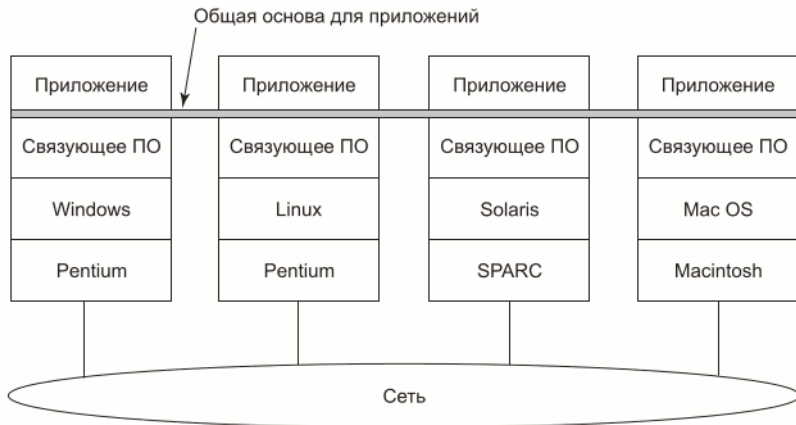 Общая основа для приложений
Приложение Приложение Приложение Приложение
Связующее ПО Связующее ПО Связующее ПО Связующее ПО
Windows Linux Solaris Mac OS
Pentium Pentium SPARC Macintosh
Сеть